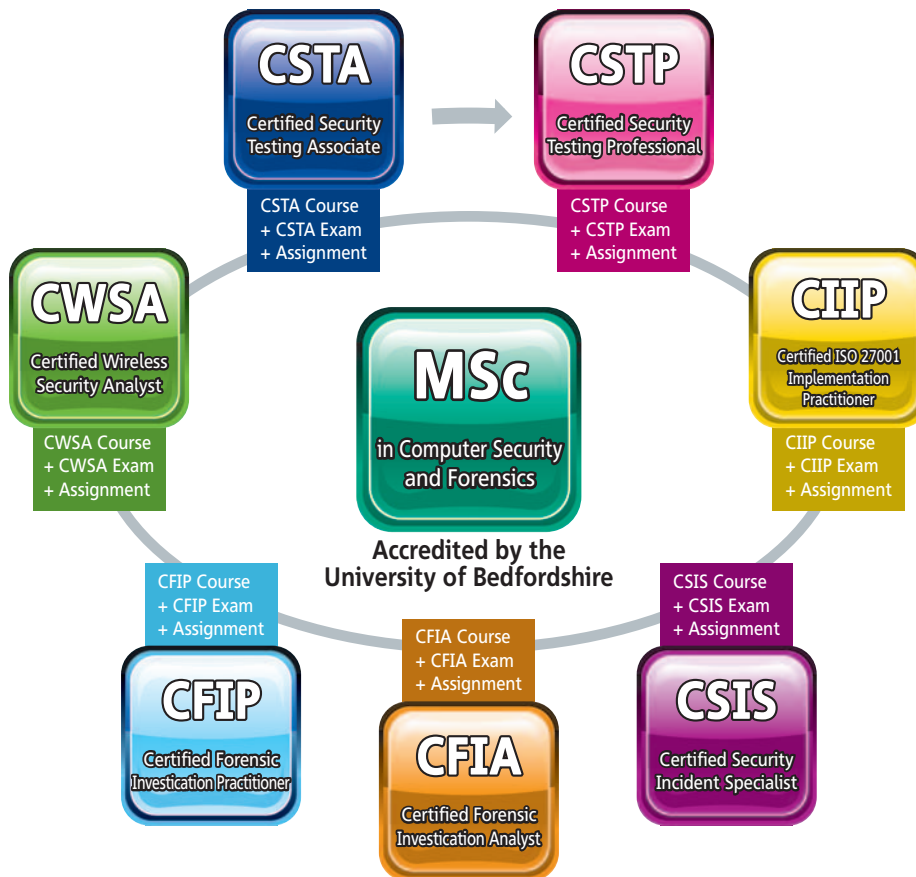 CSTA
Certified Security
Testing Associate
CSTA Course
+ CSTA Exam
+ Assignment
CSTP
Certified Security
Testing Professional
CSTP Course
+ CSTP Exam
+ Assignment
CWSA
Certified Wireless
Security Analyst
CWSA Course
+ CWSA Exam
+ Assignment
MSc
in Computer Security
and Forensics
Accredited by the
University of Bedfordshire
CIIP
Certified ISO 27001
Implementation
Practitioner
CIIP Course
+ CIIP Exam
+ Assignment
CFIP Course
+ CFIP Exam
+ Assignment
CFIP
Certified Forensic
Investication Practitioner
CFIA Course
+ CFIA Exam
+ Assignment
CFIA
Certified Forensic
Investication Analyst
CSIS Course
+ CSIS Exam
+ Assignment
CSIS
Certified Security
Incident Specialist